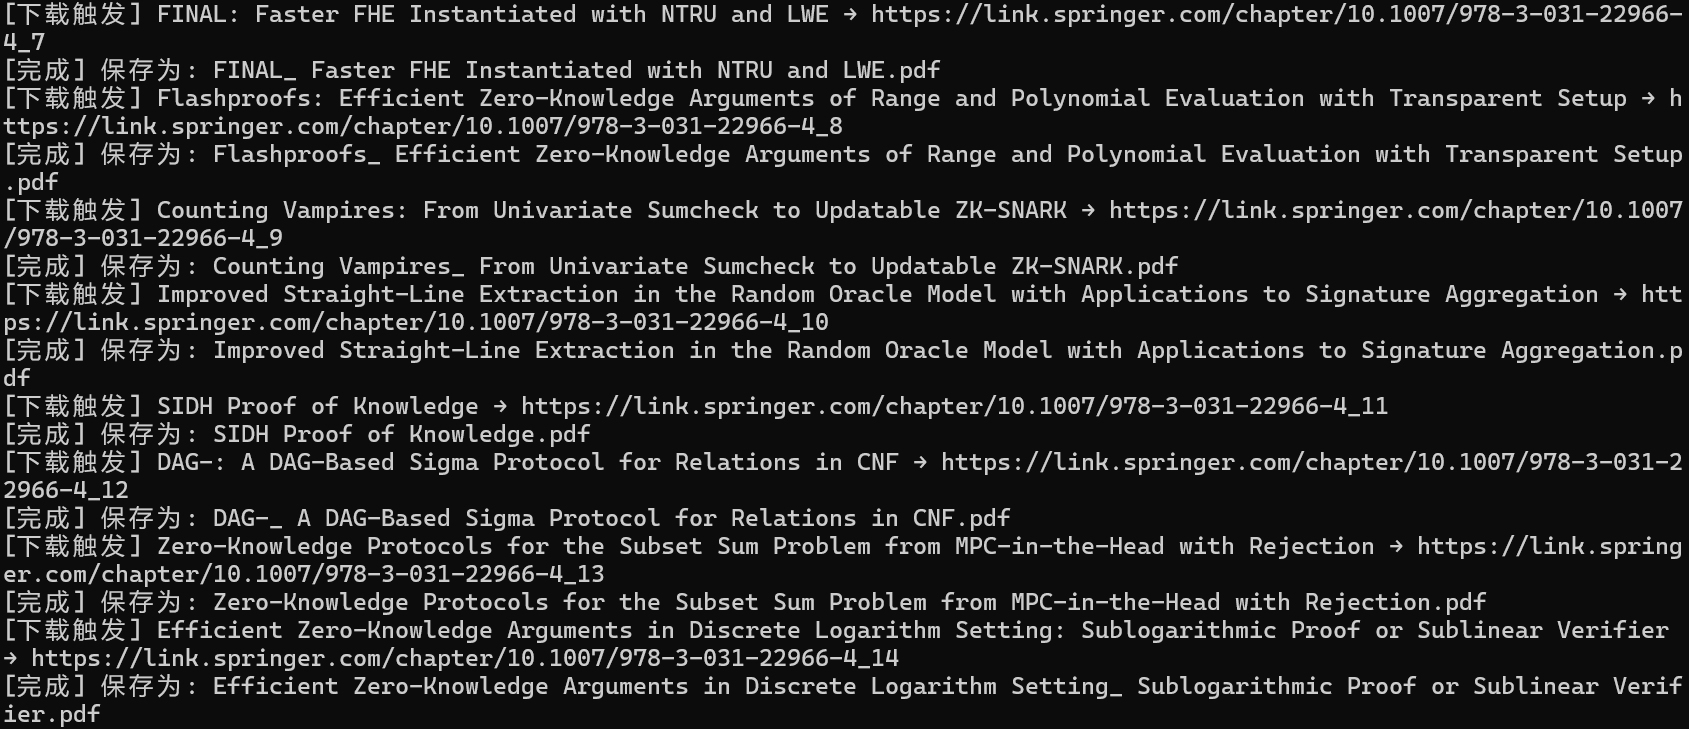 [下载触发] FINAL: Faster FHE Instantiated with NTRU and LWE → https://link.springer.com/chapter/10.1007/978-3-031-22966-
4_7
[完成] 保存为: FINAL_ Faster FHE Instantiated with NTRU and LWE.pdf
[下载触发] Flashproofs: Efficient Zero-Knowledge Arguments of Range and Polynomial Evaluation with Transparent Setup → h
ttps://link.springer.com/chapter/10.1007/978-3-031-22966-4_8
[完成] 保存为: Flashproofs_ Efficient Zero-Knowledge Arguments of Range and Polynomial Evaluation with Transparent Setup
.pdf
[下载触发] Counting Vampires: From Univariate Sumcheck to Updatable ZK-SNARK → https://link.springer.com/chapter/10.1007
/978-3-031-22966-4_9
[完成] 保存为: Counting Vampires_ From Univariate Sumcheck to Updatable ZK-SNARK.pdf
[下载触发] Improved Straight-Line Extraction in the Random Oracle Model with Applications to Signature Aggregation → htt
ps://link.springer.com/chapter/10.1007/978-3-031-22966-4_10
[完成] 保存为: Improved Straight-Line Extraction in the Random Oracle Model with Applications to Signature Aggregation.p
df
[下载触发] SIDH Proof of Knowledge → https://link.springer.com/chapter/10.1007/978-3-031-22966-4_11
[完成] 保存为: SIDH Proof of Knowledge.pdf
[下载触发] DAG-: A DAG-Based Sigma Protocol for Relations in CNF → https://link.springer.com/chapter/10.1007/978-3-031-2
2966-4_12
[完成] 保存为: DAG-_ A DAG-Based Sigma Protocol for Relations in CNF.pdf
[下载触发] Zero-Knowledge Protocols for the Subset Sum Problem from MPC-in-the-Head with Rejection → https://link.spring
er.com/chapter/10.1007/978-3-031-22966-4_13
[完成] 保存为: Zero-Knowledge Protocols for the Subset Sum Problem from MPC-in-the-Head with Rejection.pdf
[下载触发] Efficient Zero-Knowledge Arguments in Discrete Logarithm Setting: Sublogarithmic Proof or Sublinear Verifier
→ https://link.springer.com/chapter/10.1007/978-3-031-22966-4_14
[完成] 保存为: Efficient Zero-Knowledge Arguments in Discrete Logarithm Setting_ Sublogarithmic Proof or Sublinear Verif
ier.pdf